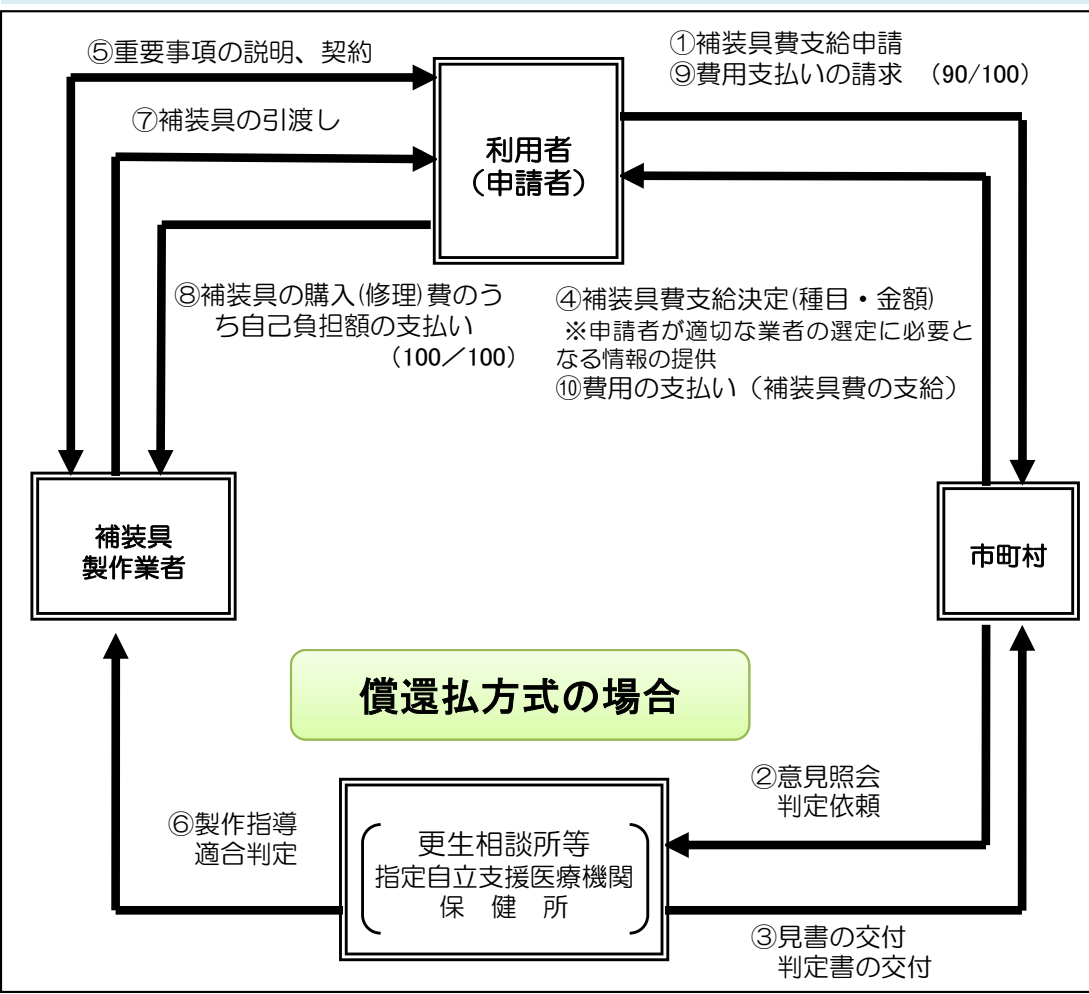 ⑤重要事項の説明、契約
①補装具費支給申請
⑨費用支払いの請求 （90/100）
⑦補装具の引渡し
利用者
（申請者）
⑧補装具の購入(修理)費のう
ち自己負担額の支払い
（100／100）
④補装具費支給決定(種目・金額)
※申請者が適切な業者の選定に必要と
なる情報の提供
⑩費用の支払い（補装具費の支給）
補装具
製作業者
市町村
償還払方式の場合
②意見照会
判定依頼
⑥製作指導
適合判定
更生相談所等
指定自立支援医療機関
保　健　所
③見書の交付
判定書の交付